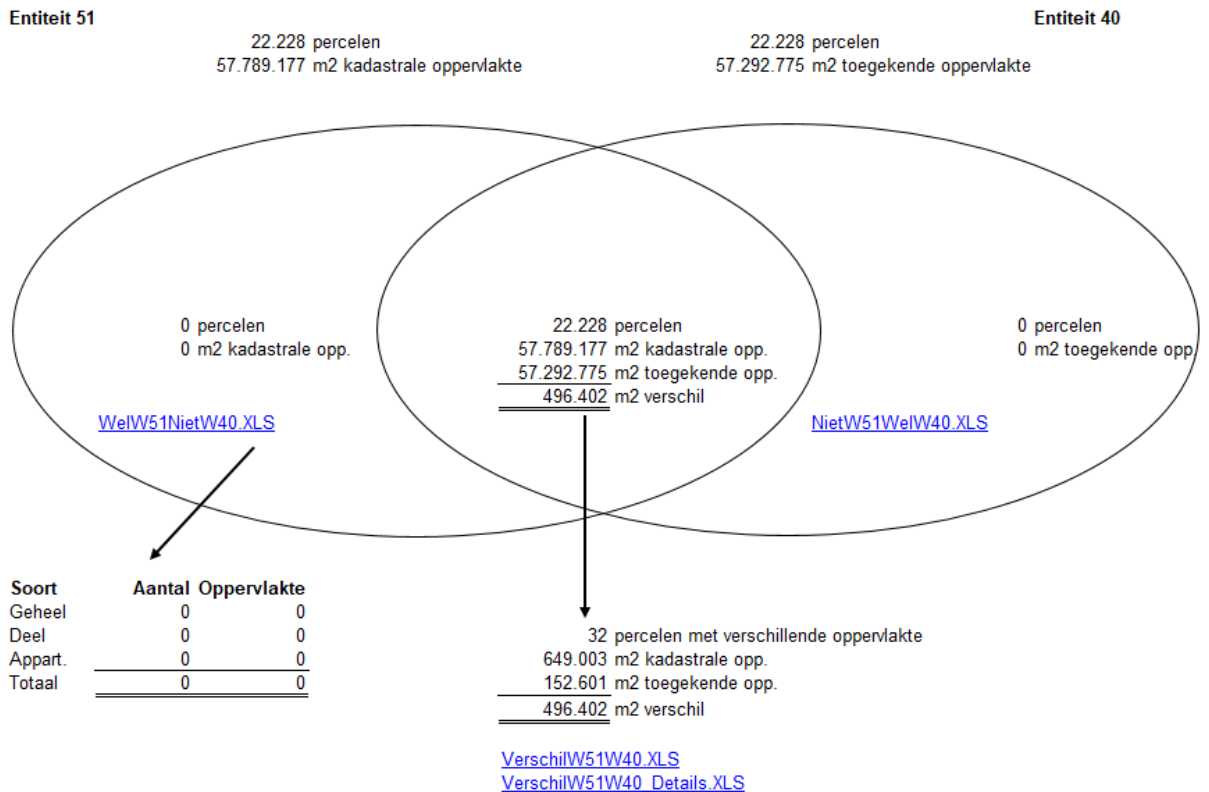 Entiteit 51
Entiteit 40
22.228 percelen
57.789.177 m2 kadastrale oppervlakte
22.228 percelen
57.292.775 m2 toegekende oppervlakte
0 percelen
0 m2 kadastrale opp.
WelW51NietW40.XLS
22.228 percelen
57.789.177 m2 kadastrale opp.
57.292.775 m2 toegekende opp.
496.402 m2 verschil
0 percelen
0 m2 toegekende opp.
NietW51WelW40.XLS
Soort Aantal Oppervlakte
Geheel 0 0
Deel 0 0
Appart. 0 0
Totaal 0 0
32 percelen met verschillende oppervlakte
649.003 m2 kadastrale opp.
152.601 m2 toegekende opp.
496.402 m2 verschil
VerschilW51W40.XLS
VerschilW51W40_Details.XLS